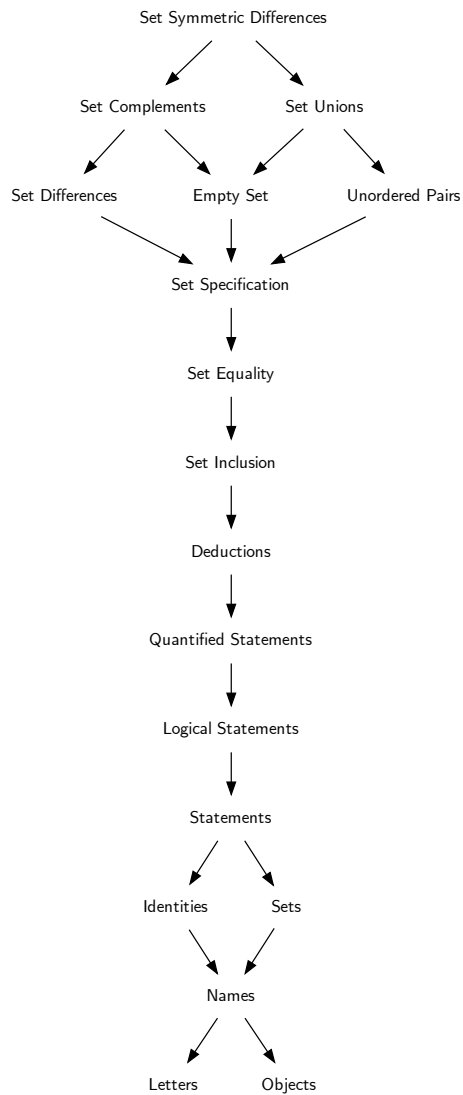 Set Symmetric Differences
Set Complements
Set Unions
Set Differences
Empty Set
Unordered Pairs
Set Specification
Set Equality
Set Inclusion
Deductions
Quantified Statements
Logical Statements
Statements
Identities
Sets
Names
Letters
Objects